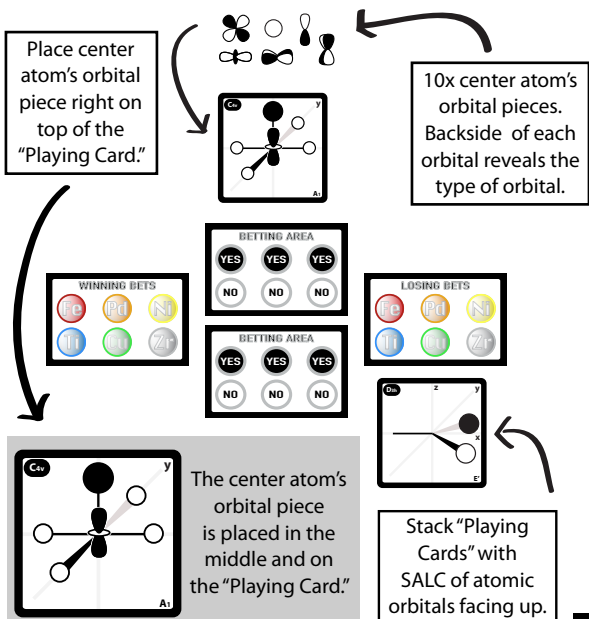 Place center
atom's orbital
piece right on
top of the
"Playing Card."
10x center atom's
orbital pieces.
Backside of each
orbital reveals the
type of orbital.
C4v
y
A1
BETTING AREA
YES YES YES
NO NO NO
WINNING BETS
Fe Pd Ni
Ti Cu Zr
LOSING BETS
Fe Pd Ni
Ti Cu Zr
BETTING AREA
YES YES YES
NO NO NO
z
y
x
E'
C4v
y
A1
The center atom's
orbital piece
is placed in the
middle and on
the "Playing Card."
Stack "Playing
Cards" with
SALC of atomic
orbitals facing up.